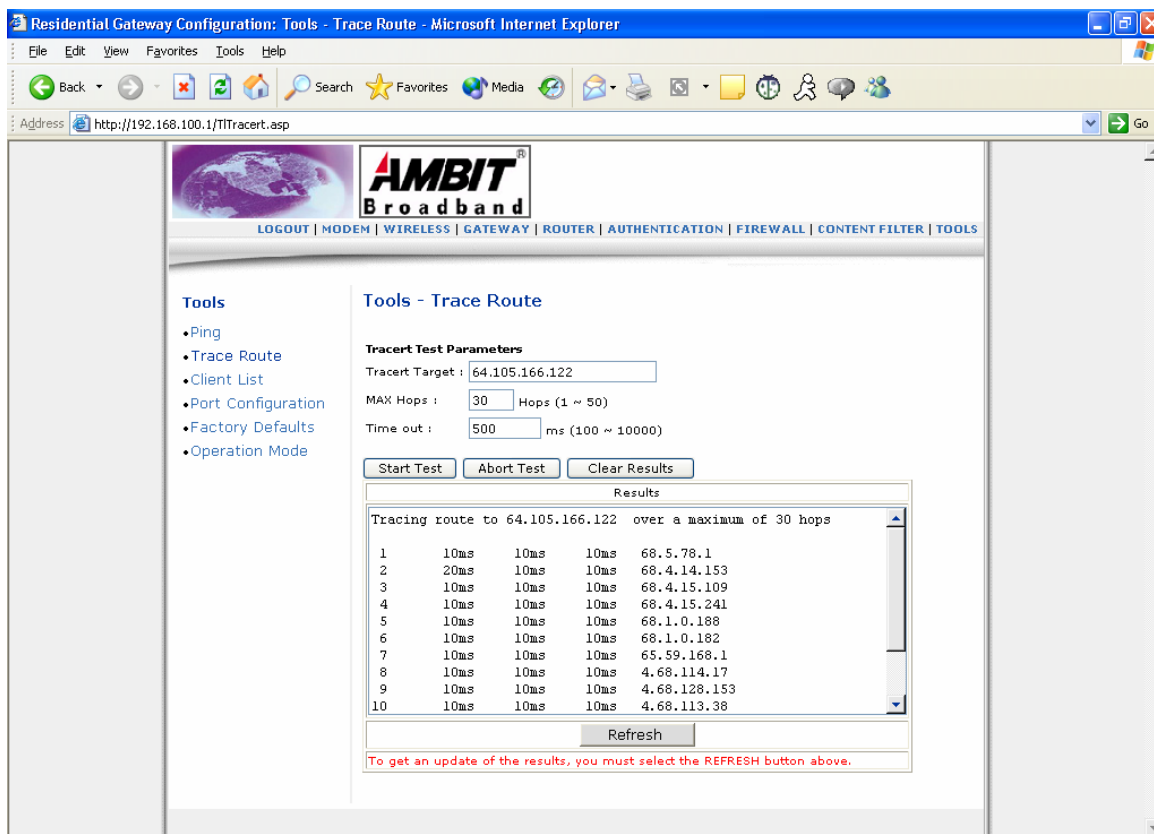 Residential Gateway Configuration: Tools - Trace Route - Microsoft Internet Explorer
File Edit View Favorites Tools Help
Back Search Favorites Media
Address http://192.168.100.1/TlTracert.asp Go
AMBIT®
Broadband
LOGOUT | MODEM | WIRELESS | GATEWAY | ROUTER | AUTHENTICATION | FIREWALL | CONTENT FILTER | TOOLS
Tools
•Ping
•Trace Route
•Client List
•Port Configuration
•Factory Defaults
•Operation Mode
Tools - Trace Route
Tracert Test Parameters
Tracert Target : 64.105.166.122
MAX Hops : 30 Hops (1 ~ 50)
Time out : 500 ms (100 ~ 10000)
Start Test Abort Test Clear Results
Results
Tracing route to 64.105.166.122 over a maximum of 30 hops
1 10ms 10ms 10ms 68.5.78.1
2 20ms 10ms 10ms 68.4.14.153
3 10ms 10ms 10ms 68.4.15.109
4 10ms 10ms 10ms 68.4.15.241
5 10ms 10ms 10ms 68.1.0.188
6 10ms 10ms 10ms 68.1.0.182
7 10ms 10ms 10ms 65.59.168.1
8 10ms 10ms 10ms 4.68.114.17
9 10ms 10ms 10ms 4.68.128.153
10 10ms 10ms 10ms 4.68.113.38
Refresh
To get an update of the results, you must select the REFRESH button above.